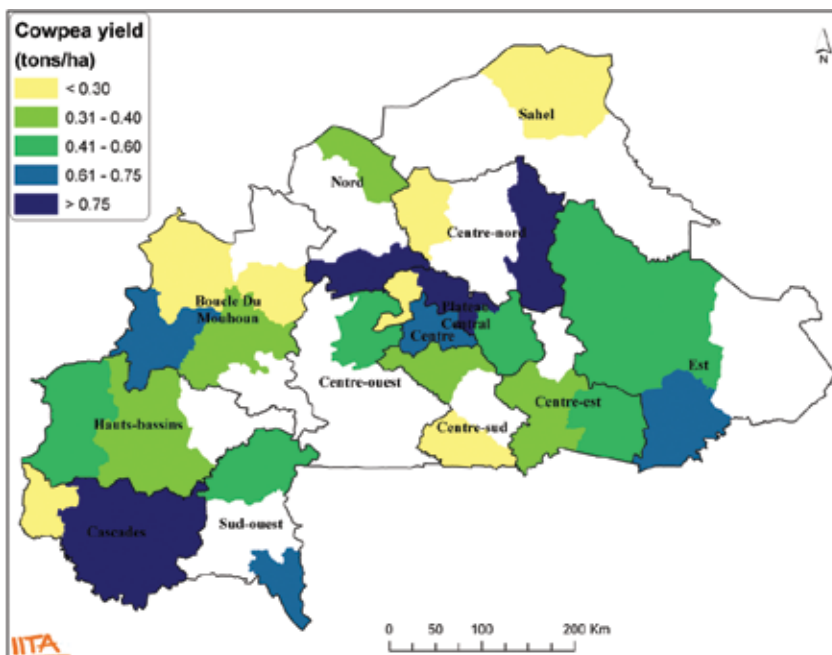 Cowpea yield
(tons/ha)
< 0.30
0.31 - 0.40
0.41 - 0.60
0.61 - 0.75
> 0.75
N
Sahel
Nord
Centre-nord
Boucle Du
Mouhoun
Plateau
Central
Centre
Est
Centre-ouest
Centre-est
Hauts-bassins
Centre-sud
Sud-ouest
Cascades
0 50 100 200 Km
IITA